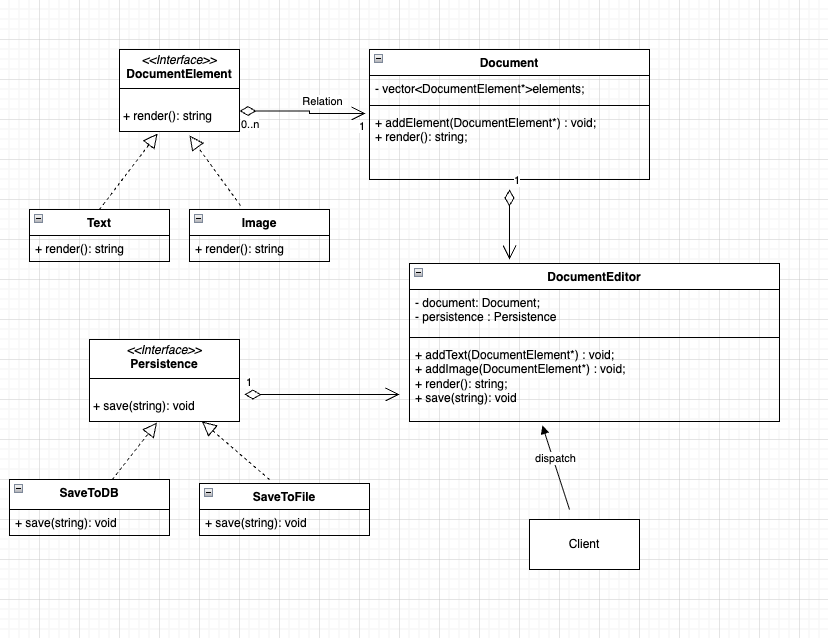 <<Interface>>
DocumentElement
+ render(): string
0..n
Relation
1
Document
- vector<DocumentElement*>elements;
+ addElement(DocumentElement*) : void;
+ render(): string;
1
Text
+ render(): string
Image
+ render(): string
DocumentEditor
- document: Document;
- persistence : Persistence
+ addText(DocumentElement*) : void;
+ addImage(DocumentElement*) : void;
+ render(): string;
+ save(string): void
<<Interface>>
Persistence
+ save(string): void
1
SaveToDB
+ save(string): void
SaveToFile
+ save(string): void
dispatch
Client